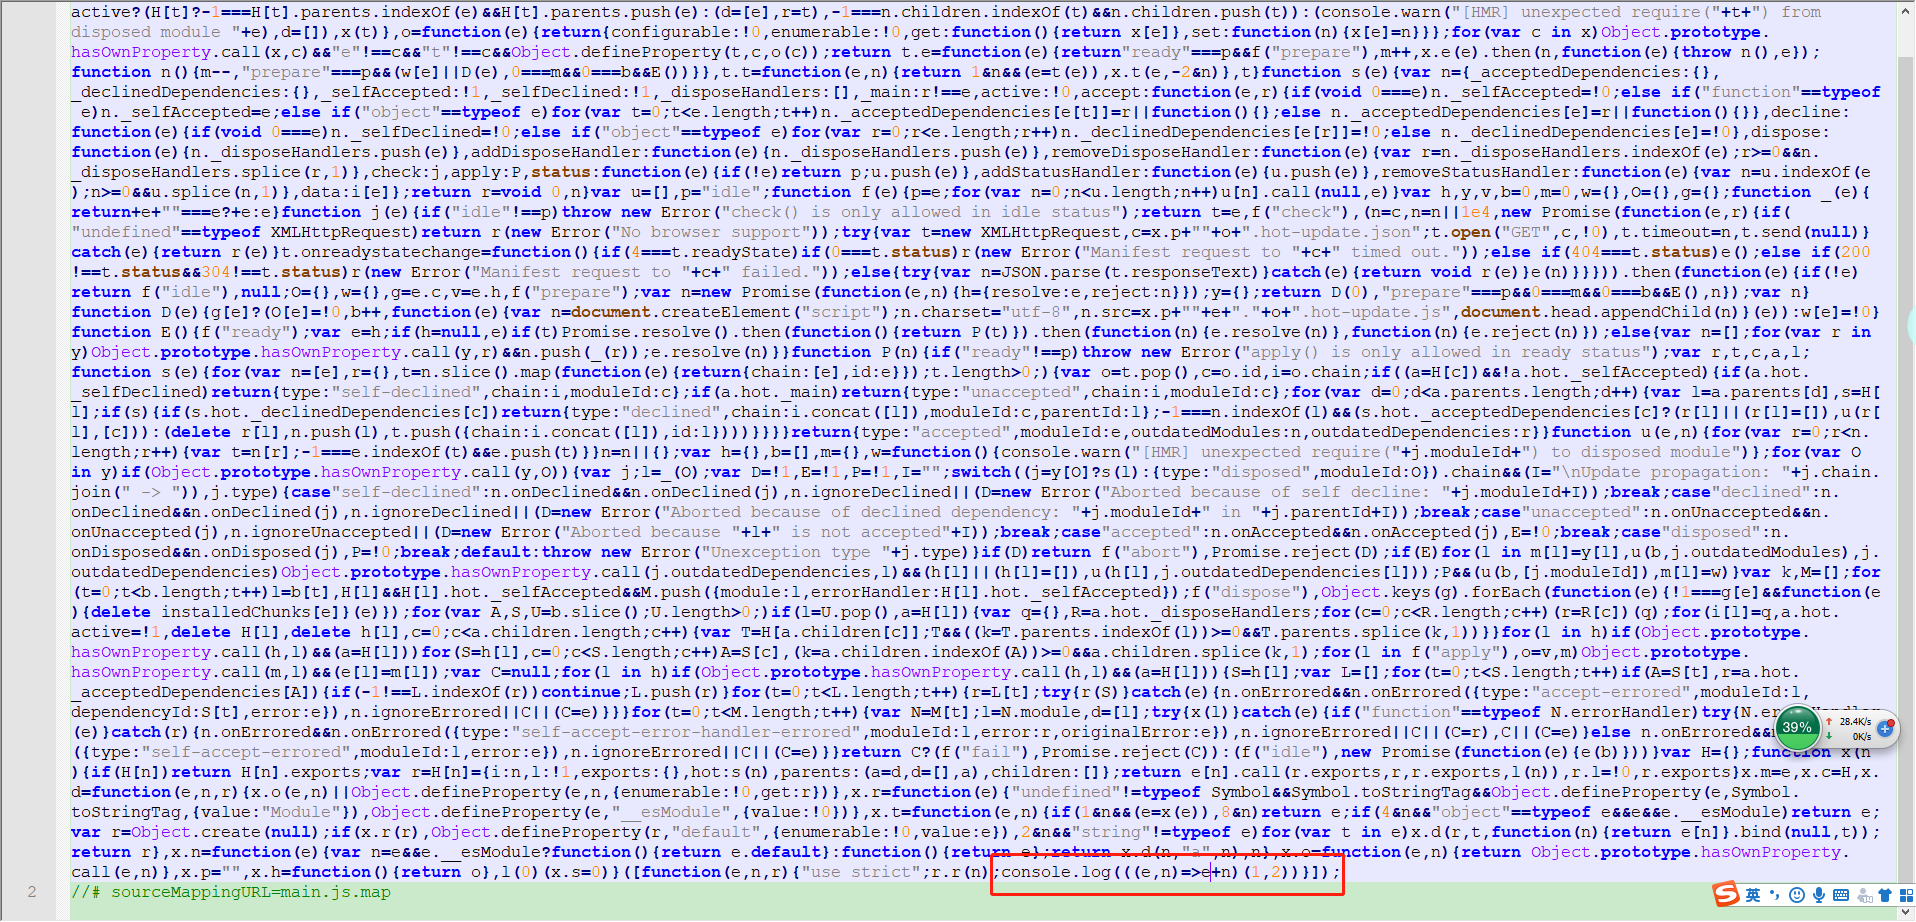 active?(H[t]?-1===H[t].parents.indexOf(e)&&H[t].parents.push(e):(d=[e],r=t),-1===n.children.indexOf(t)&&n.children.push(t)):(console.warn("[HMR] unexpected require("+t+") from
disposed module "+e),d=[]),x(t)},o=function(e){return{configurable:!0,enumerable:!0,get:function(){return x[e]},set:function(n){x[e]=n}}};for(var c in x)Object.prototype.
hasOwnProperty.call(x,c)&&"e"!==c&&"t"!==c&&Object.defineProperty(t,c,o(c));return t.e=function(e){return"ready"===p&&f("prepare"),m++,x.e(e).then(n,function(e){throw n(),e});
function n(){m--,"prepare"===p&&(w[e]||D(e),0===m&&0===b&&E())}},t.t=function(e,n){return 1&n&&(e=t(e)),x.t(e,-2&n)},t}function s(e){var n={_acceptedDependencies:{},
_declinedDependencies:{},_selfAccepted:!1,_selfDeclined:!1,_disposeHandlers:[],_main:r!==e,active:!0,accept:function(e,r){if(void 0===e)n._selfAccepted=!0;else if("function"==typeof
e)n._selfAccepted=e;else if("object"==typeof e)for(var t=0;t<e.length;t++)n._acceptedDependencies[e[t]]=r||function(){};else n._acceptedDependencies[e]=r||function(){}},decline:
function(e){if(void 0===e)n._selfDeclined=!0;else if("object"==typeof e)for(var r=0;r<e.length;r++)n._declinedDependencies[e[r]]=!0;else n._declinedDependencies[e]=!0},dispose:
function(e){n._disposeHandlers.push(e)},addDisposeHandler:function(e){n._disposeHandlers.push(e)},removeDisposeHandler:function(e){var r=n._disposeHandlers.indexOf(e);r>=0&&n.
_disposeHandlers.splice(r,1)},check:j,apply:P,status:function(e){if(!e)return p;u.push(e)},addStatusHandler:function(e){u.push(e)},removeStatusHandler:function(e){var n=u.indexOf(e
);n>=0&&u.splice(n,1)},data:i[e]};return r=void 0,n}var u=[],p="idle";function f(e){p=e;for(var n=0;n<u.length;n++)u[n].call(null,e)}var h,y,v,b=0,m=0,w={},O={},g={};function _(e){
return+e+""===e?+e:e}function j(e){if("idle"!==p)throw new Error("check() is only allowed in idle status");return t=e,f("check"),(n=c,n=n||1e4,new Promise(function(e,r){if(
"undefined"==typeof XMLHttpRequest)return r(new Error("No browser support"));try{var t=new XMLHttpRequest,c=x.p+""+o+".hot-update.json";t.open("GET",c,!0),t.timeout=n,t.send(null)}
catch(e){return r(e)}t.onreadystatechange=function(){if(4===t.readyState)if(0===t.status)r(new Error("Manifest request to "+c+" timed out."));else if(404===t.status)e();else if(200
!==t.status&&304!==t.status)r(new Error("Manifest request to "+c+" failed."));else{try{var n=JSON.parse(t.responseText)}catch(e){return void r(e)}e(n)}}})).then(function(e){if(!e)
return f("idle"),null;O={},w={},g=e.c,v=e.h,f("prepare");var n=new Promise(function(e,n){h={resolve:e,reject:n}});y={};return D(0),"prepare"===p&&0===m&&0===b&&E(),n});var n}
function D(e){g[e]?(O[e]=!0,b++,function(e){var n=document.createElement("script");n.charset="utf-8",n.src=x.p+""+e+"."+o+".hot-update.js",document.head.appendChild(n)}(e)):w[e]=!0}
function E(){f("ready");var e=h;if(h=null,e)if(t)Promise.resolve().then(function(){return P(t)}).then(function(n){e.resolve(n)},function(n){e.reject(n)});else{var n=[];for(var r in
y)Object.prototype.hasOwnProperty.call(y,r)&&n.push(_(r));e.resolve(n)}}function P(n){if("ready"!==p)throw new Error("apply() is only allowed in ready status");var r,t,c,a,l;
function s(e){for(var n=[e],r={},t=n.slice().map(function(e){return{chain:[e],id:e}});t.length>0;){var o=t.pop(),c=o.id,i=o.chain;if((a=H[c])&&!a.hot._selfAccepted){if(a.hot.
_selfDeclined)return{type:"self-declined",chain:i,moduleId:c};if(a.hot._main)return{type:"unaccepted",chain:i,moduleId:c};for(var d=0;d<a.parents.length;d++){var l=a.parents[d],s=H[
l];if(s){if(s.hot._declinedDependencies[c])return{type:"declined",chain:i.concat([l]),moduleId:c,parentId:l};-1===n.indexOf(l)&&(s.hot._acceptedDependencies[c]?(r[l]||(r[l]=[]),u(r[
l],[c])):(delete r[l],n.push(l),t.push({chain:i.concat([l]),id:l})))}}}}return{type:"accepted",moduleId:e,outdatedModules:n,outdatedDependencies:r}}function u(e,n){for(var r=0;r<n.
length;r++){var t=n[r];-1===e.indexOf(t)&&e.push(t)}}n=n||{};var h={},b=[],m={},w=function(){console.warn("[HMR] unexpected require("+j.moduleId+") to disposed module")};for(var O
in y)if(Object.prototype.hasOwnProperty.call(y,O)){var j;l=_(O);var D=!1,E=!1,P=!1,I="";switch((j=y[O]?s(l):{type:"disposed",moduleId:O}).chain&&(I="\nUpdate propagation: "+j.chain.
join(" -> ")),j.type){case"self-declined":n.onDeclined&&n.onDeclined(j),n.ignoreDeclined||(D=new Error("Aborted because of self decline: "+j.moduleId+I));break;case"declined":n.
onDeclined&&n.onDeclined(j),n.ignoreDeclined||(D=new Error("Aborted because of declined dependency: "+j.moduleId+" in "+j.parentId+I));break;case"unaccepted":n.onUnaccepted&&n.
onUnaccepted(j),n.ignoreUnaccepted||(D=new Error("Aborted because "+l+" is not accepted"+I));break;case"accepted":n.onAccepted&&n.onAccepted(j),E=!0;break;case"disposed":n.
onDisposed&&n.onDisposed(j),P=!0;break;default:throw new Error("Unexception type "+j.type)}if(D)return f("abort"),Promise.reject(D);if(E)for(l in m[l]=y[l],u(b,j.outdatedModules),j.
outdatedDependencies)Object.prototype.hasOwnProperty.call(j.outdatedDependencies,l)&&(h[l]||(h[l]=[]),u(h[l],j.outdatedDependencies[l]));P&&(u(b,[j.moduleId]),m[l]=w)}var k,M=[];for
(t=0;t<b.length;t++)l=b[t],H[l]&&H[l].hot._selfAccepted&&M.push({module:l,errorHandler:H[l].hot._selfAccepted});f("dispose"),Object.keys(g).forEach(function(e){!1===g[e]&&function(e
){delete installedChunks[e]}(e)});for(var A,S,U=b.slice();U.length>0;)if(l=U.pop(),a=H[l]){var q={},R=a.hot._disposeHandlers;for(c=0;c<R.length;c++)(r=R[c])(q);for(i[l]=q,a.hot.
active=!1,delete H[l],delete h[l],c=0;c<a.children.length;c++){var T=H[a.children[c]];T&&((k=T.parents.indexOf(l))>=0&&T.parents.splice(k,1))}}for(l in h)if(Object.prototype.
hasOwnProperty.call(h,l)&&(a=H[l]))for(S=h[l],c=0;c<S.length;c++)A=S[c],(k=a.children.indexOf(A))>=0&&a.children.splice(k,1);for(l in f("apply"),o=v,m)Object.prototype.
hasOwnProperty.call(m,l)&&(e[l]=m[l]);var C=null;for(l in h)if(Object.prototype.hasOwnProperty.call(h,l)&&(a=H[l])){S=h[l];var L=[];for(t=0;t<S.length;t++)if(A=S[t],r=a.hot.
_acceptedDependencies[A]){if(-1!==L.indexOf(r))continue;L.push(r)}for(t=0;t<L.length;t++){r=L[t];try{r(S)}catch(e){n.onErrored&&n.onErrored({type:"accept-errored",moduleId:l,
dependencyId:S[t],error:e}),n.ignoreErrored||C||(C=e)}}}for(t=0;t<M.length;t++){var N=M[t];l=N.module,d=[l];try{x(l)}catch(e){if("function"==typeof N.errorHandler)try{N.
(e)}catch(r){n.onErrored&&n.onErrored({type:"self-accept-error-handler-errored",moduleId:l,error:r,originalError:e}),n.ignoreErrored||C||(C=r),C||(C=e)}else n.onErrored&&
({type:"self-accept-errored",moduleId:l,error:e}),n.ignoreErrored||C||(C=e)}}return C?(f("fail"),Promise.reject(C)):(f("idle"),new Promise(function(e){e(b)}))}var H={};function x(n
){if(H[n])return H[n].exports;var r=H[n]={i:n,l:!1,exports:{},hot:s(n),parents:(a=d,d=[],a),children:[]};return e[n].call(r.exports,r,r.exports,l(n)),r.l=!0,r.exports}x.m=e,x.c=H,x.
d=function(e,n,r){x.o(e,n)||Object.defineProperty(e,n,{enumerable:!0,get:r})},x.r=function(e){"undefined"!=typeof Symbol&&Symbol.toStringTag&&Object.defineProperty(e,Symbol.
toStringTag,{value:"Module"}),Object.defineProperty(e,"__esModule",{value:!0})},x.t=function(e,n){if(1&n&&(e=x(e)),8&n)return e;if(4&n&&"object"==typeof e&&e&&e.__esModule)return e;
var r=Object.create(null);if(x.r(r),Object.defineProperty(r,"default",{enumerable:!0,value:e}),2&n&&"string"!=typeof e)for(var t in e)x.d(r,t,function(n){return e[n]}.bind(null,t));
return r},x.n=function(e){var n=e&&e.__esModule?function(){return e.default}:function(){return e};return x.d(n,"a",n),n},x.o=function(e,n){return Object.prototype.hasOwnProperty.
call(e,n)},x.p="",x.h=function(){return o},l(0)(x.s=0)}([function(e,n,r){"use strict";r.r(n);console.log(((e,n)=>e+n)(1,2))}]);
2 //# sourceMappingURL=main.js.map
39%
28.4K/s
0K/s
S 英